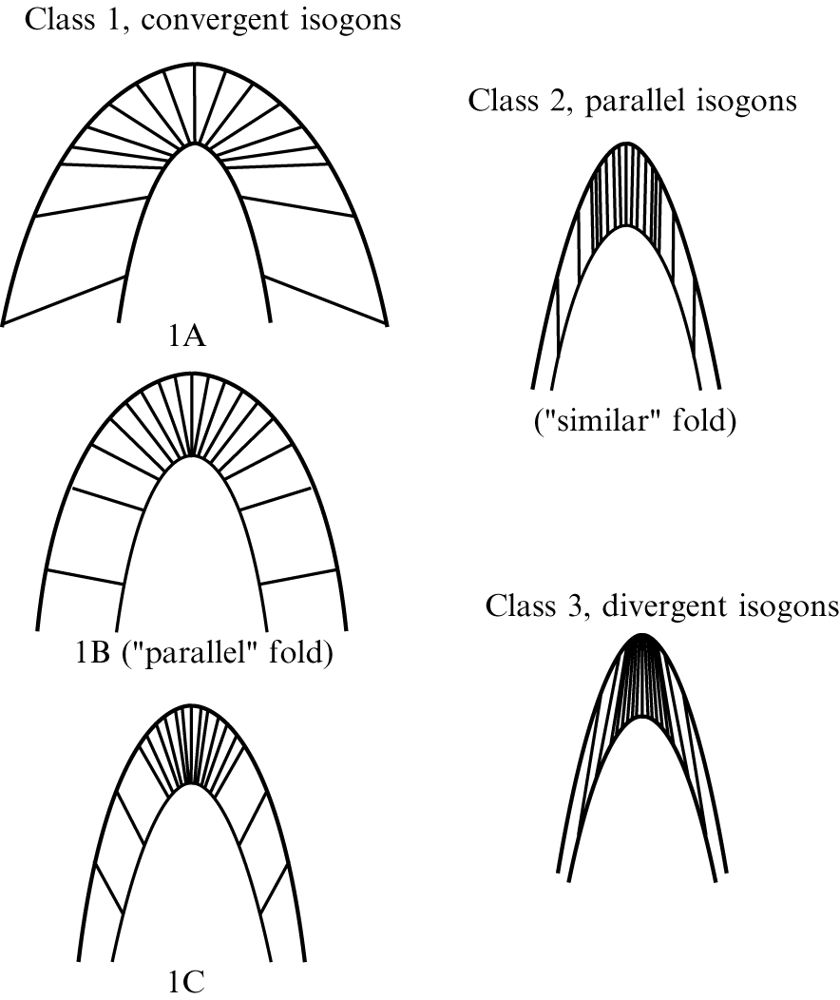 Class 1, convergent isogons
1A
1B ("parallel" fold)
1C
Class 2, parallel isogons
("similar" fold)
Class 3, divergent isogons